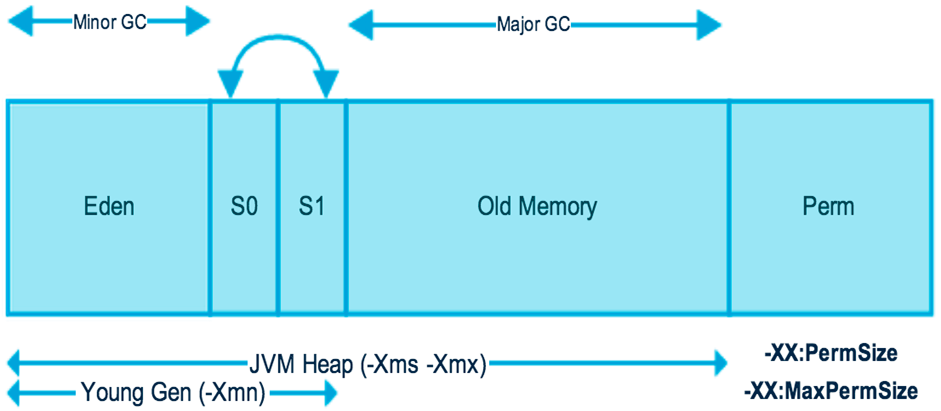 Minor GC
Major GC
Eden
S0
S1
Old Memory
Perm
JVM Heap (-Xms -Xmx)
-XX:PermSize
Young Gen (-Xmn)
-XX:MaxPermSize